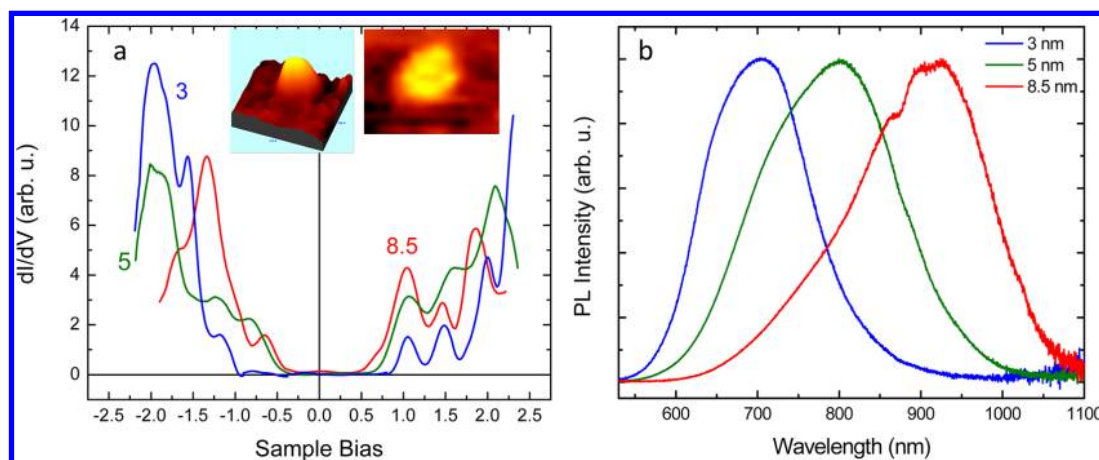 a
3
5
8.5
14
12
10
8
6
4
2
0
dI/dV (arb. u.)
-2.5 -2.0 -1.5 -1.0 -0.5 0.0 0.5 1.0 1.5 2.0 2.5
Sample Bias
b
3 nm
5 nm
8.5 nm
PL Intensity (arb. u.)
600 700 800 900 1000 1100
Wavelength (nm)